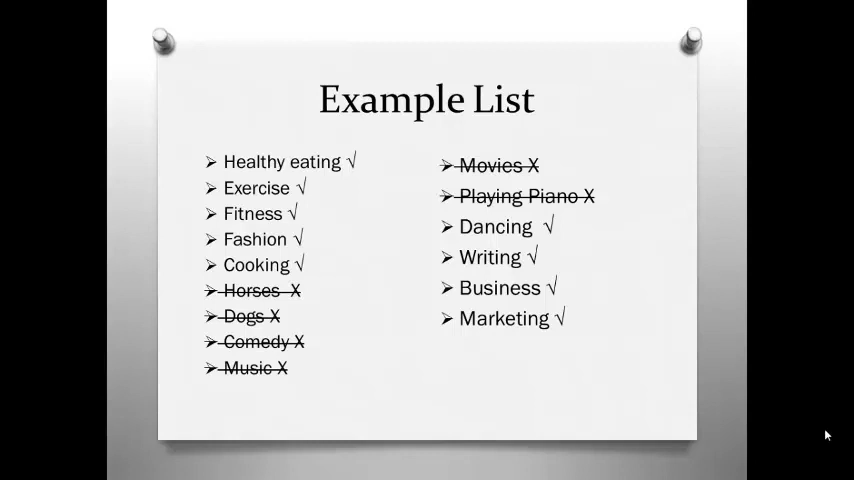 Example List
➢ Healthy eating √
➢ Exercise √
➢ Fitness √
➢ Fashion √
➢ Cooking √
➢ Horses X
➢ Dogs X
➢ Comedy X
➢ Music X
➢ Movies X
➢ Playing Piano X
➢ Dancing √
➢ Writing √
➢ Business √
➢ Marketing √